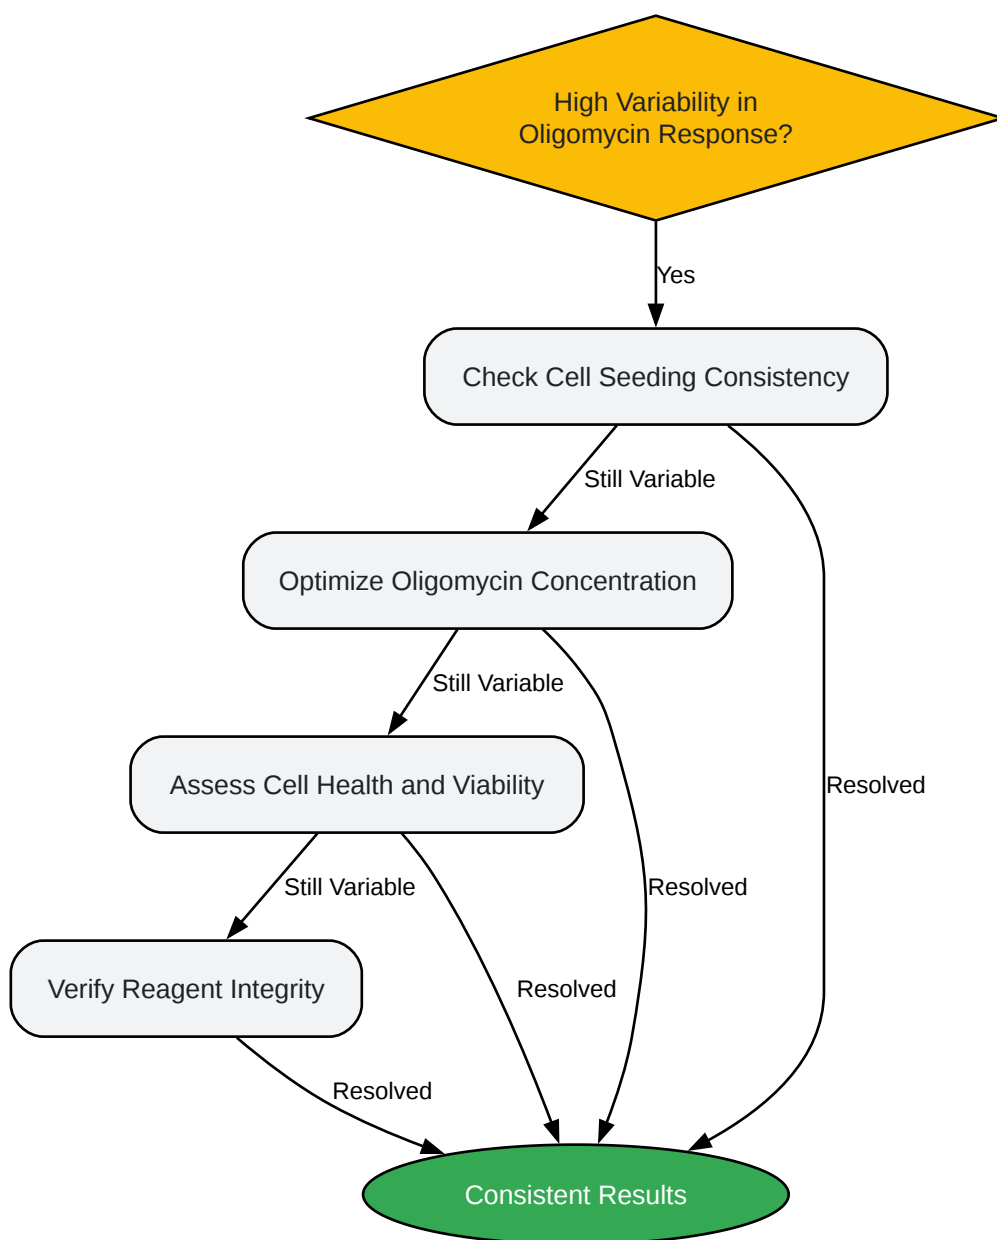 High Variability in
Oligomycin Response?
Yes
Check Cell Seeding Consistency
Still Variable
Optimize Oligomycin Concentration
Still Variable
Assess Cell Health and Viability
Resolved
Still Variable
Resolved
Verify Reagent Integrity
Resolved
Resolved
Consistent Results